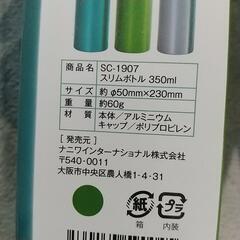 商品名 SC-1907
スリムボトル 350ml
サイズ 約 φ50mm×230mm
重量 約60g
材質 本体／アルミニウム
キャップ／ポリプロピレン
[ 発売元 ]
ナニワインターナショナル株式会社
〒540-0011
大阪市中央区農人橋1-4-31
紙 プラ
箱 内装